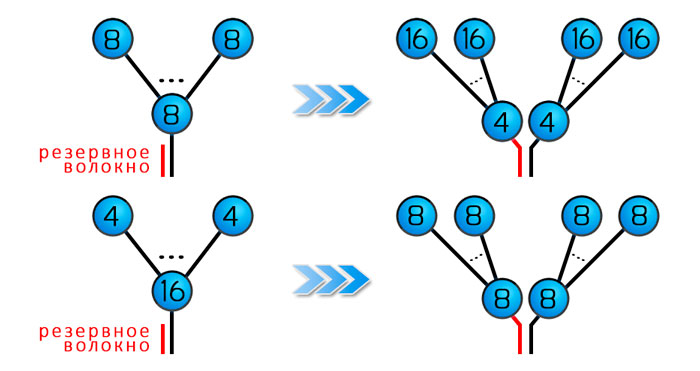 8 8 16 16 16 16
8 4 4
резервное
волокно
4 4 8 8 8 8
16 8 8
резервное
волокно